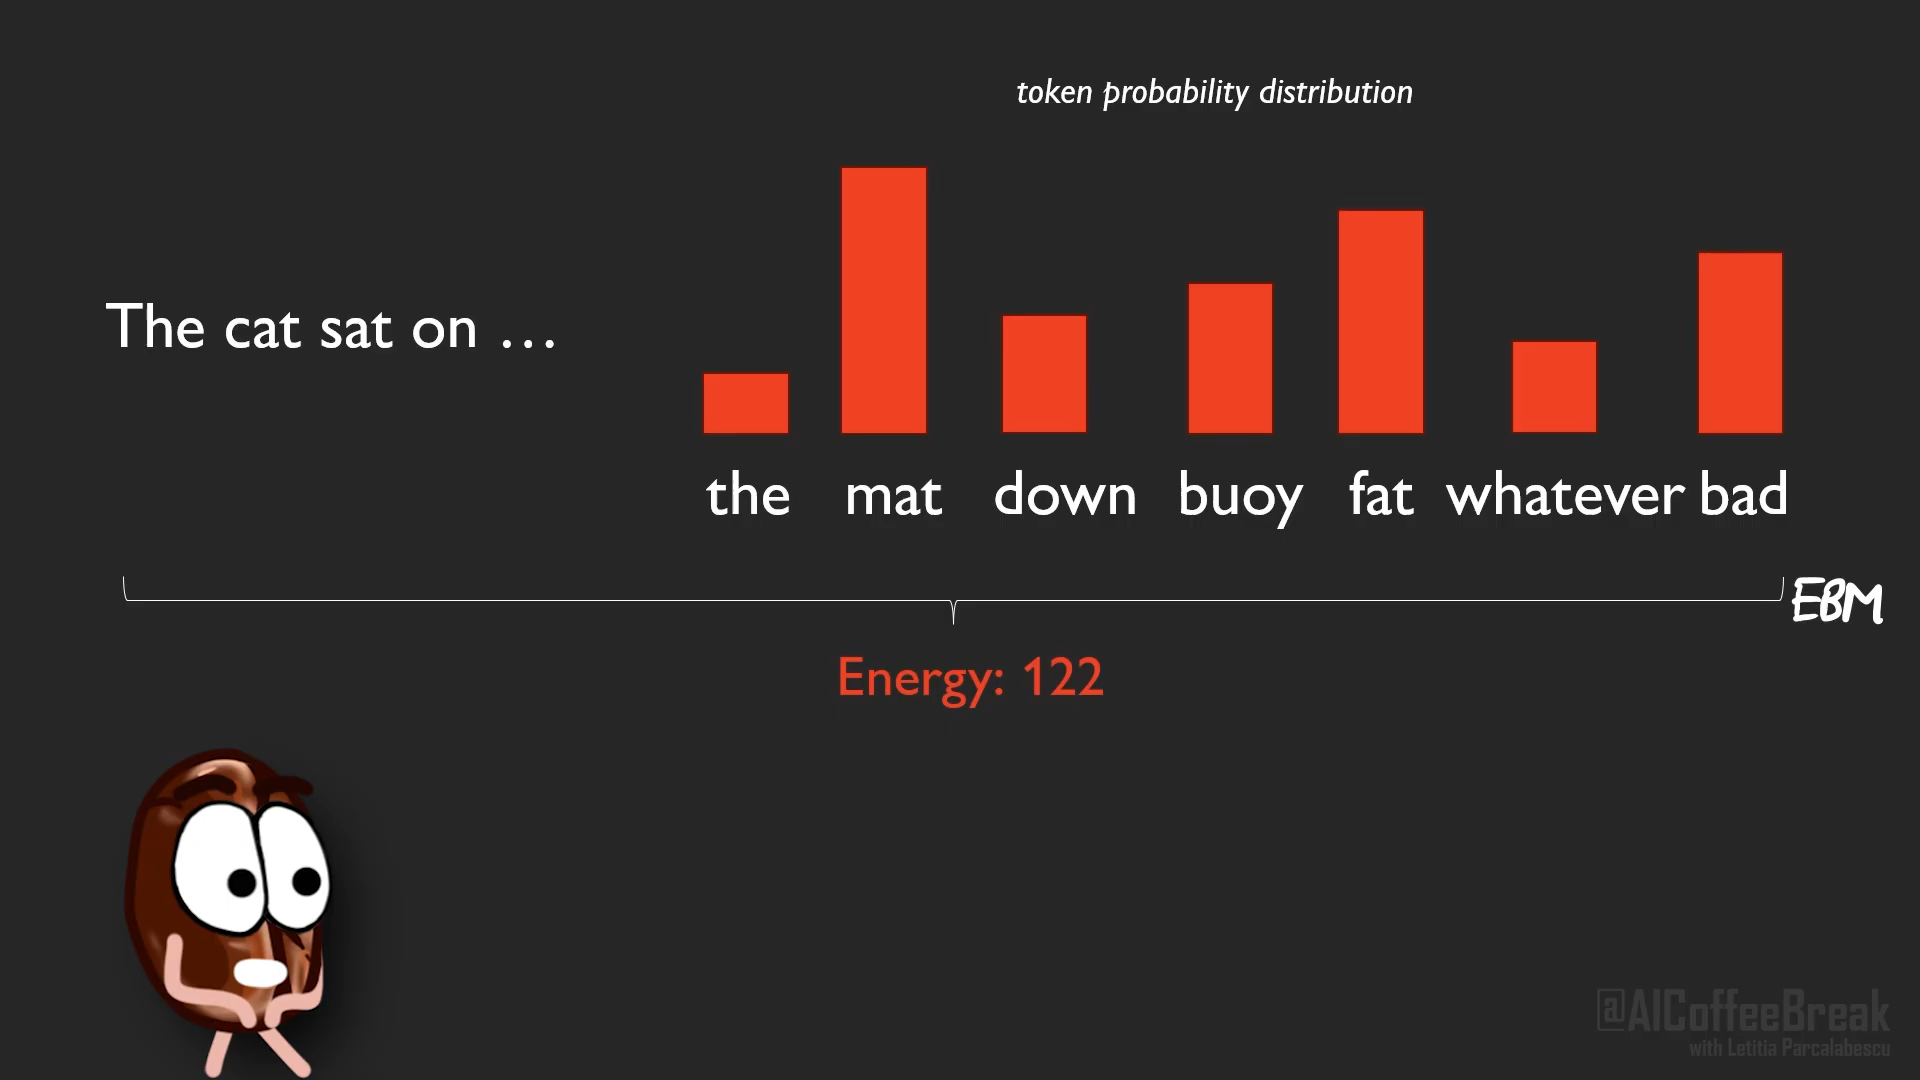 token probability distribution
The cat sat on …
the mat down buoy fat whatever bad
EBM
Energy: 122
@AICoffeeBreak
with Letitia Parcalabescu